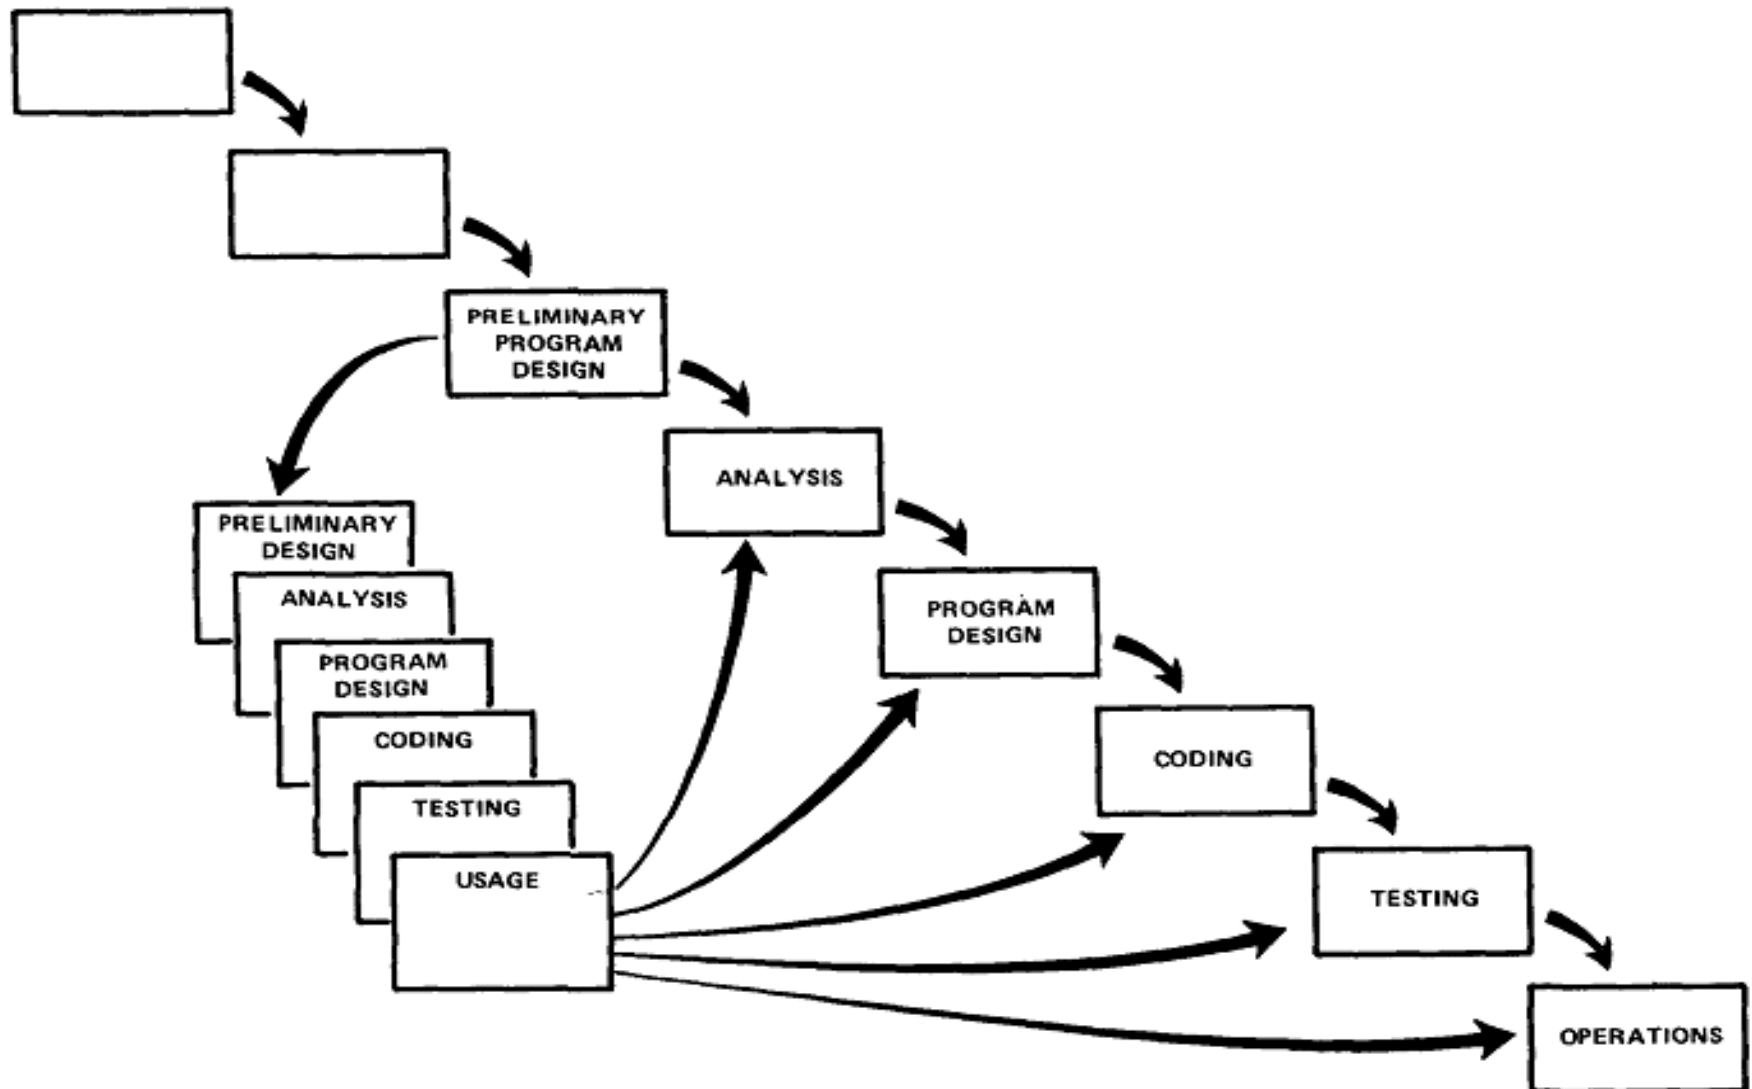 PRELIMINARY
PROGRAM
DESIGN
ANALYSIS
PROGRAM
DESIGN
CODING
TESTING
OPERATIONS
PRELIMINARY
DESIGN
ANALYSIS
PROGRAM
DESIGN
CODING
TESTING
USAGE